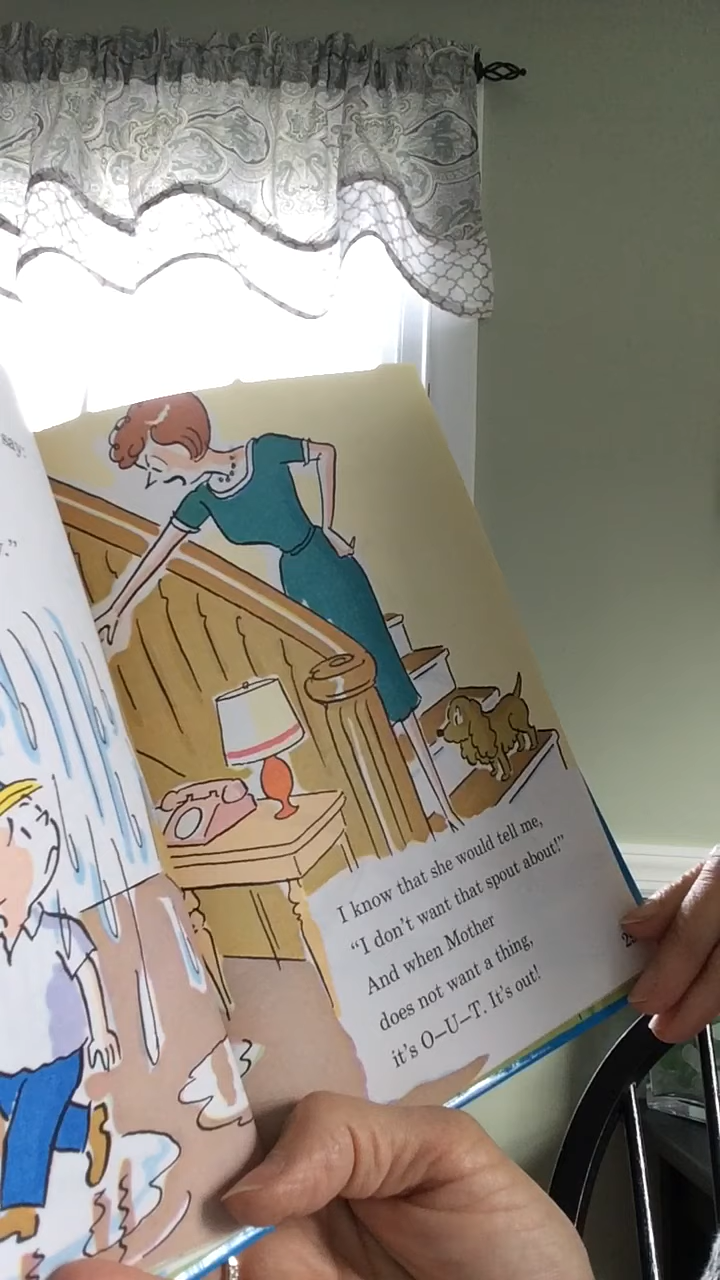 say:
y."
I know that she would tell me,
"I don't want that spout about!"
And when Mother
does not want a thing,
it's O–U–T. It's out!